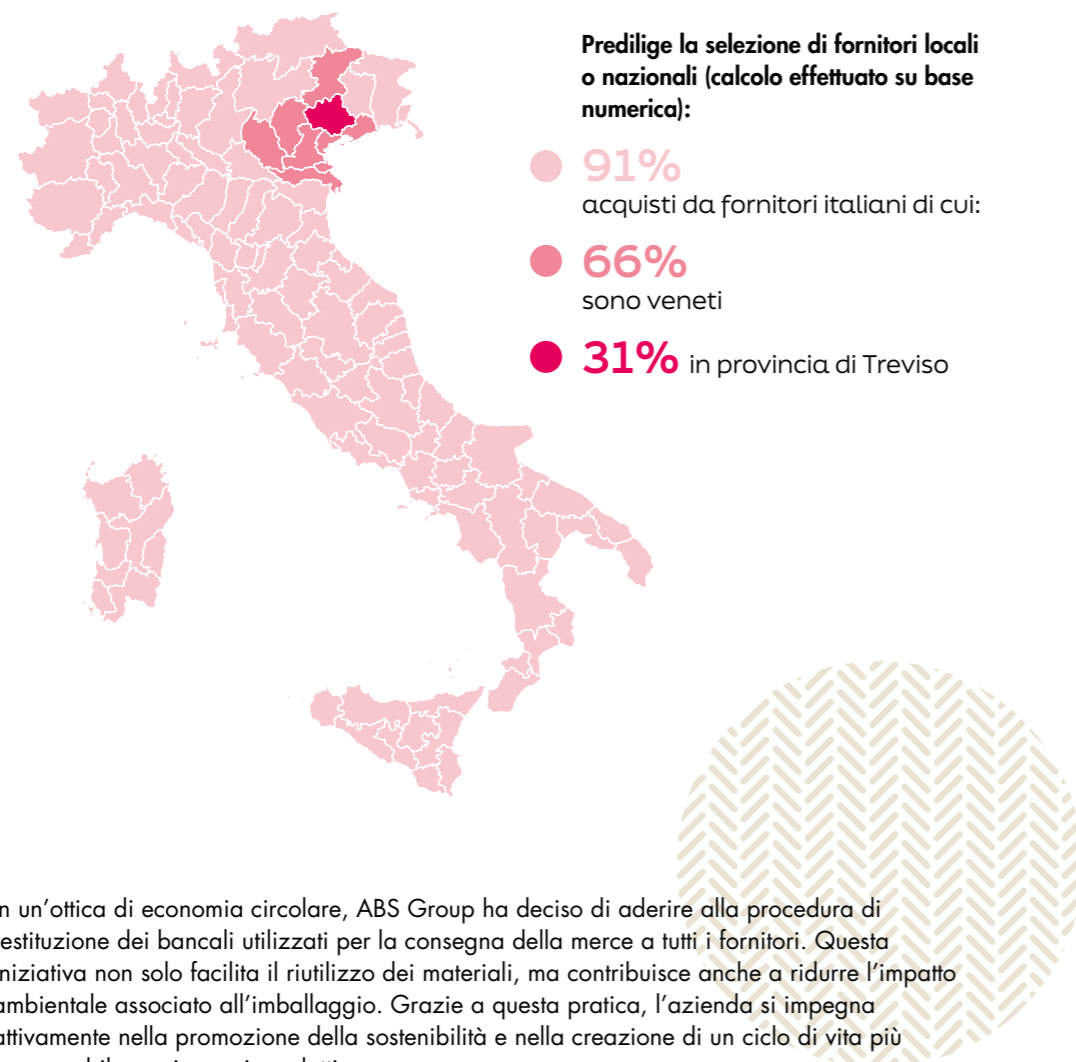 Predilige la selezione di fornitori locali
o nazionali (calcolo effettuato su base
numerica):
91%
acquisti da fornitori italiani di cui:
66%
sono veneti
31% in provincia di Treviso
n un’ottica di economia circolare, ABS Group ha deciso di aderire alla procedura di
estituzione dei bancali utilizzati per la consegna della merce a tutti i fornitori. Questa
niziativa non solo facilita il riutilizzo dei materiali, ma contribuisce anche a ridurre l’impatto
ambientale associato all’imballaggio. Grazie a questa pratica, l’azienda si impegna
attivamente nella promozione della sostenibilità e nella creazione di un ciclo di vita più